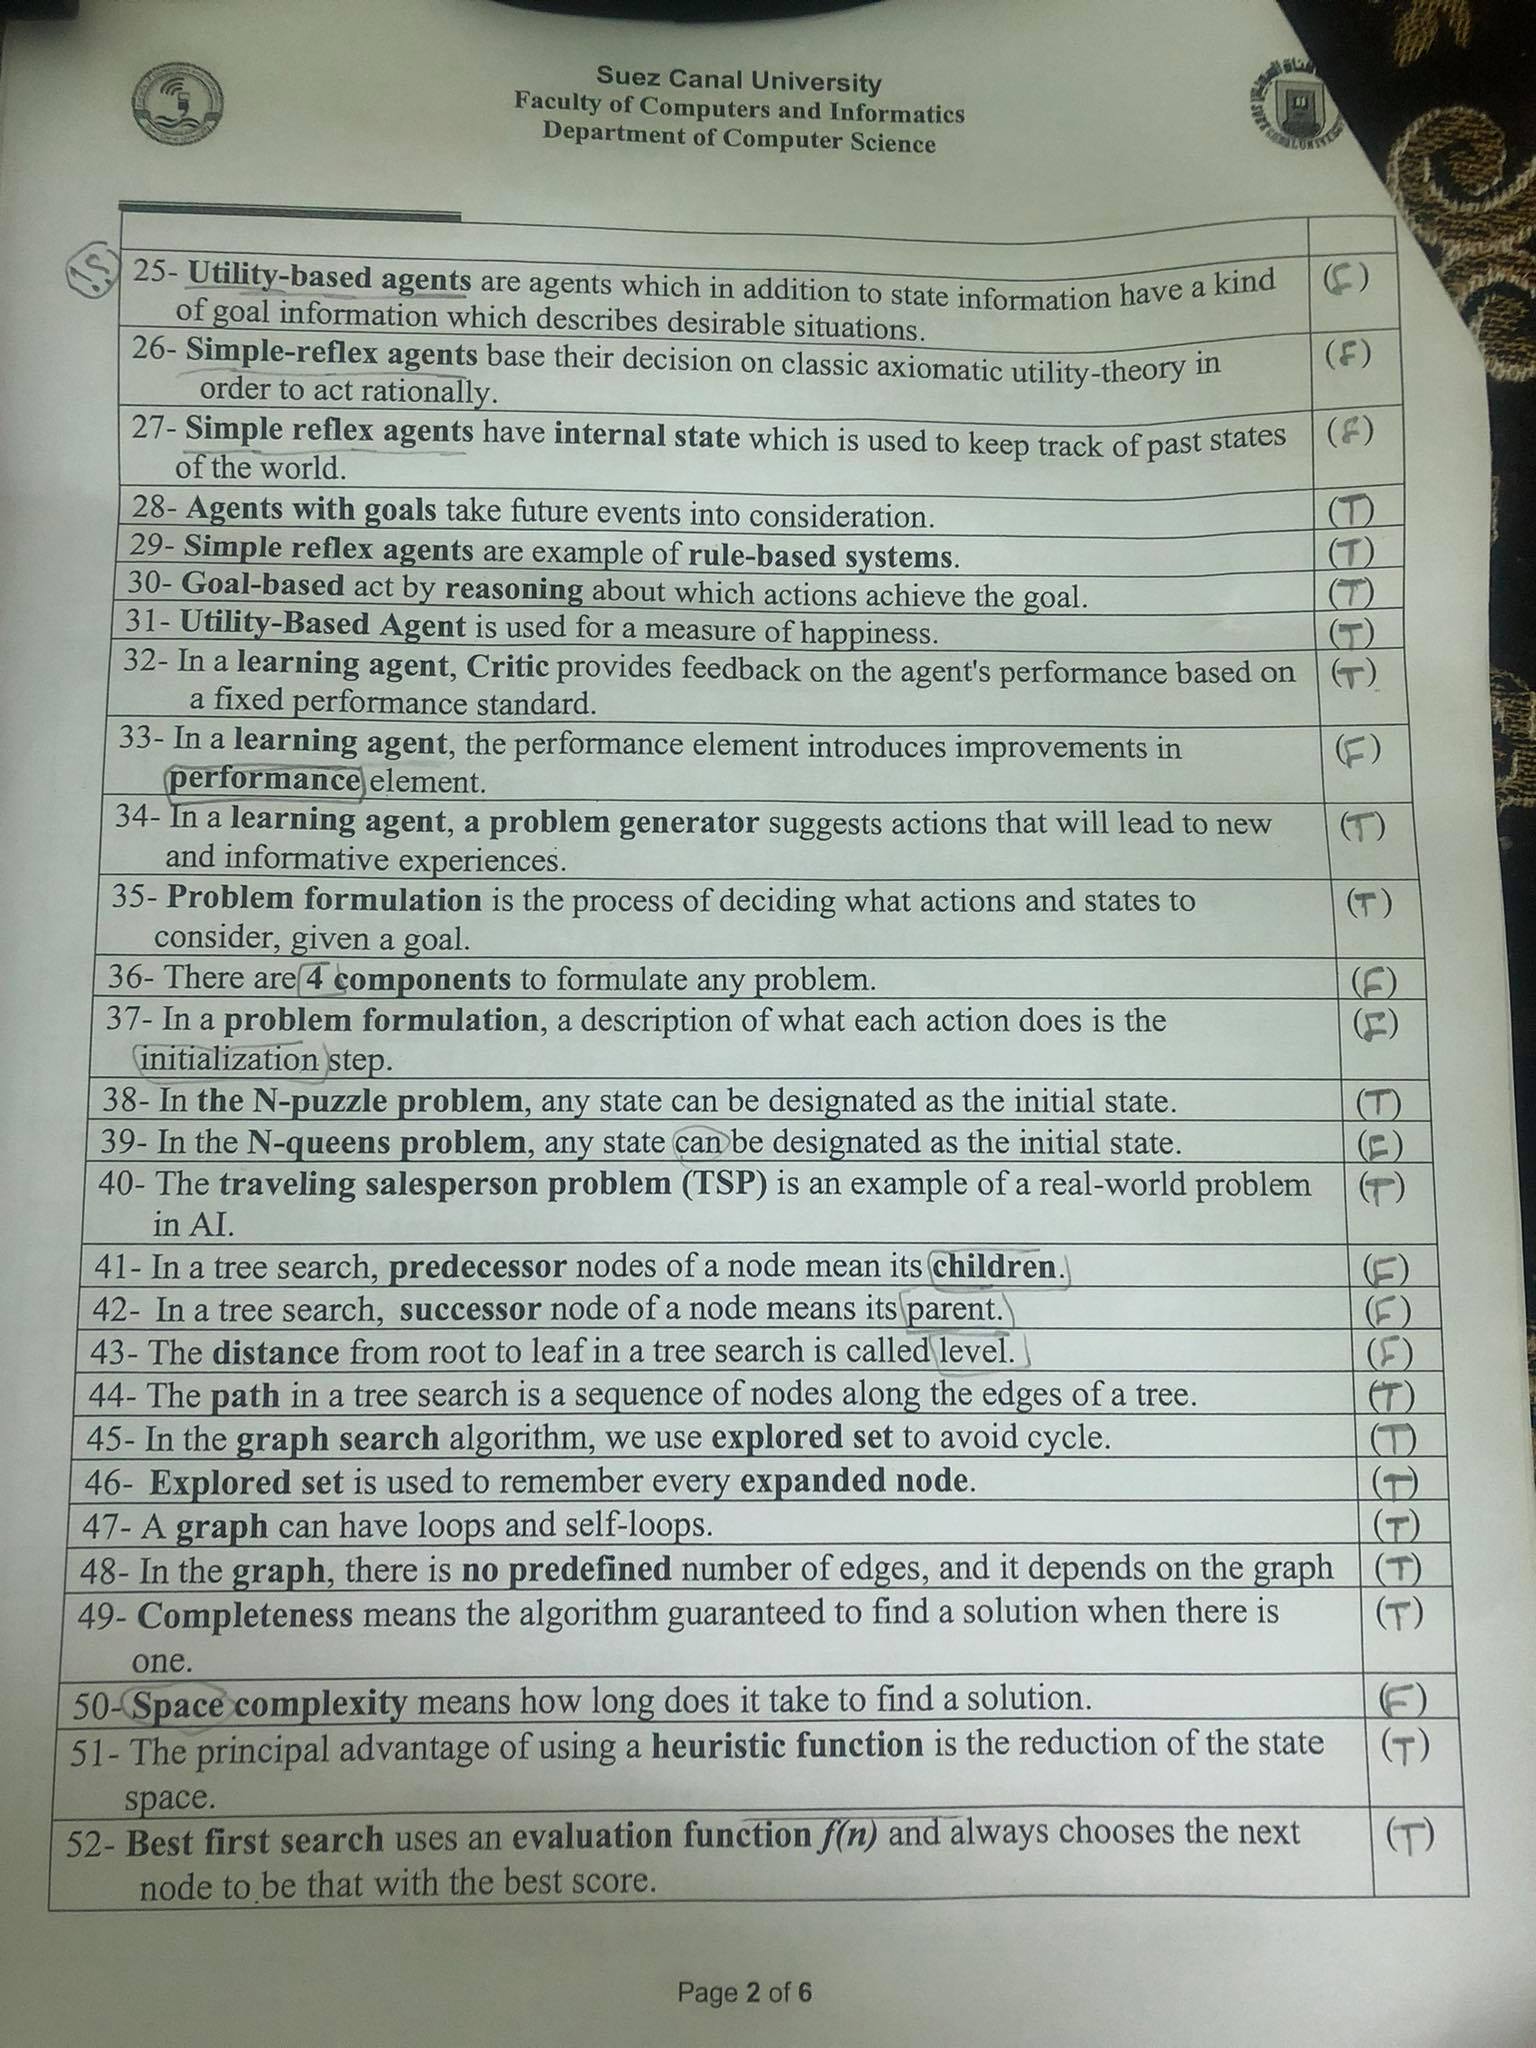 Suez Canal University
Faculty of Computers and Informatics
Department of Computer Science
25- Utility-based agents are agents which in addition to state information have a kind (F)
of goal information which describes desirable situations.
26- Simple-reflex agents base their decision on classic axiomatic utility-theory in (F)
order to act rationally.
27- Simple reflex agents have internal state which is used to keep track of past states (F)
of the world.
28- Agents with goals take future events into consideration. (T)
29- Simple reflex agents are example of rule-based systems. (T)
30- Goal-based act by reasoning about which actions achieve the goal. (T)
31- Utility-Based Agent is used for a measure of happiness. (T)
32- In a learning agent, Critic provides feedback on the agent's performance based on (T)
a fixed performance standard.
33- In a learning agent, the performance element introduces improvements in (F)
performance element.
34- In a learning agent, a problem generator suggests actions that will lead to new (T)
and informative experiences.
35- Problem formulation is the process of deciding what actions and states to (T)
consider, given a goal.
36- There are 4 components to formulate any problem. (F)
37- In a problem formulation, a description of what each action does is the (F)
initialization step.
38- In the N-puzzle problem, any state can be designated as the initial state. (T)
39- In the N-queens problem, any state can be designated as the initial state. (F)
40- The traveling salesperson problem (TSP) is an example of a real-world problem (T)
in AI.
41- In a tree search, predecessor nodes of a node mean its children. (F)
42- In a tree search, successor node of a node means its parent. (F)
43- The distance from root to leaf in a tree search is called level. (F)
44- The path in a tree search is a sequence of nodes along the edges of a tree. (T)
45- In the graph search algorithm, we use explored set to avoid cycle. (T)
46- Explored set is used to remember every expanded node. (T)
47- A graph can have loops and self-loops. (T)
48- In the graph, there is no predefined number of edges, and it depends on the graph (T)
49- Completeness means the algorithm guaranteed to find a solution when there is (T)
one.
50- Space complexity means how long does it take to find a solution. (F)
51- The principal advantage of using a heuristic function is the reduction of the state (T)
space.
52- Best first search uses an evaluation function f(n) and always chooses the next (T)
node to be that with the best score.
Page 2 of 6